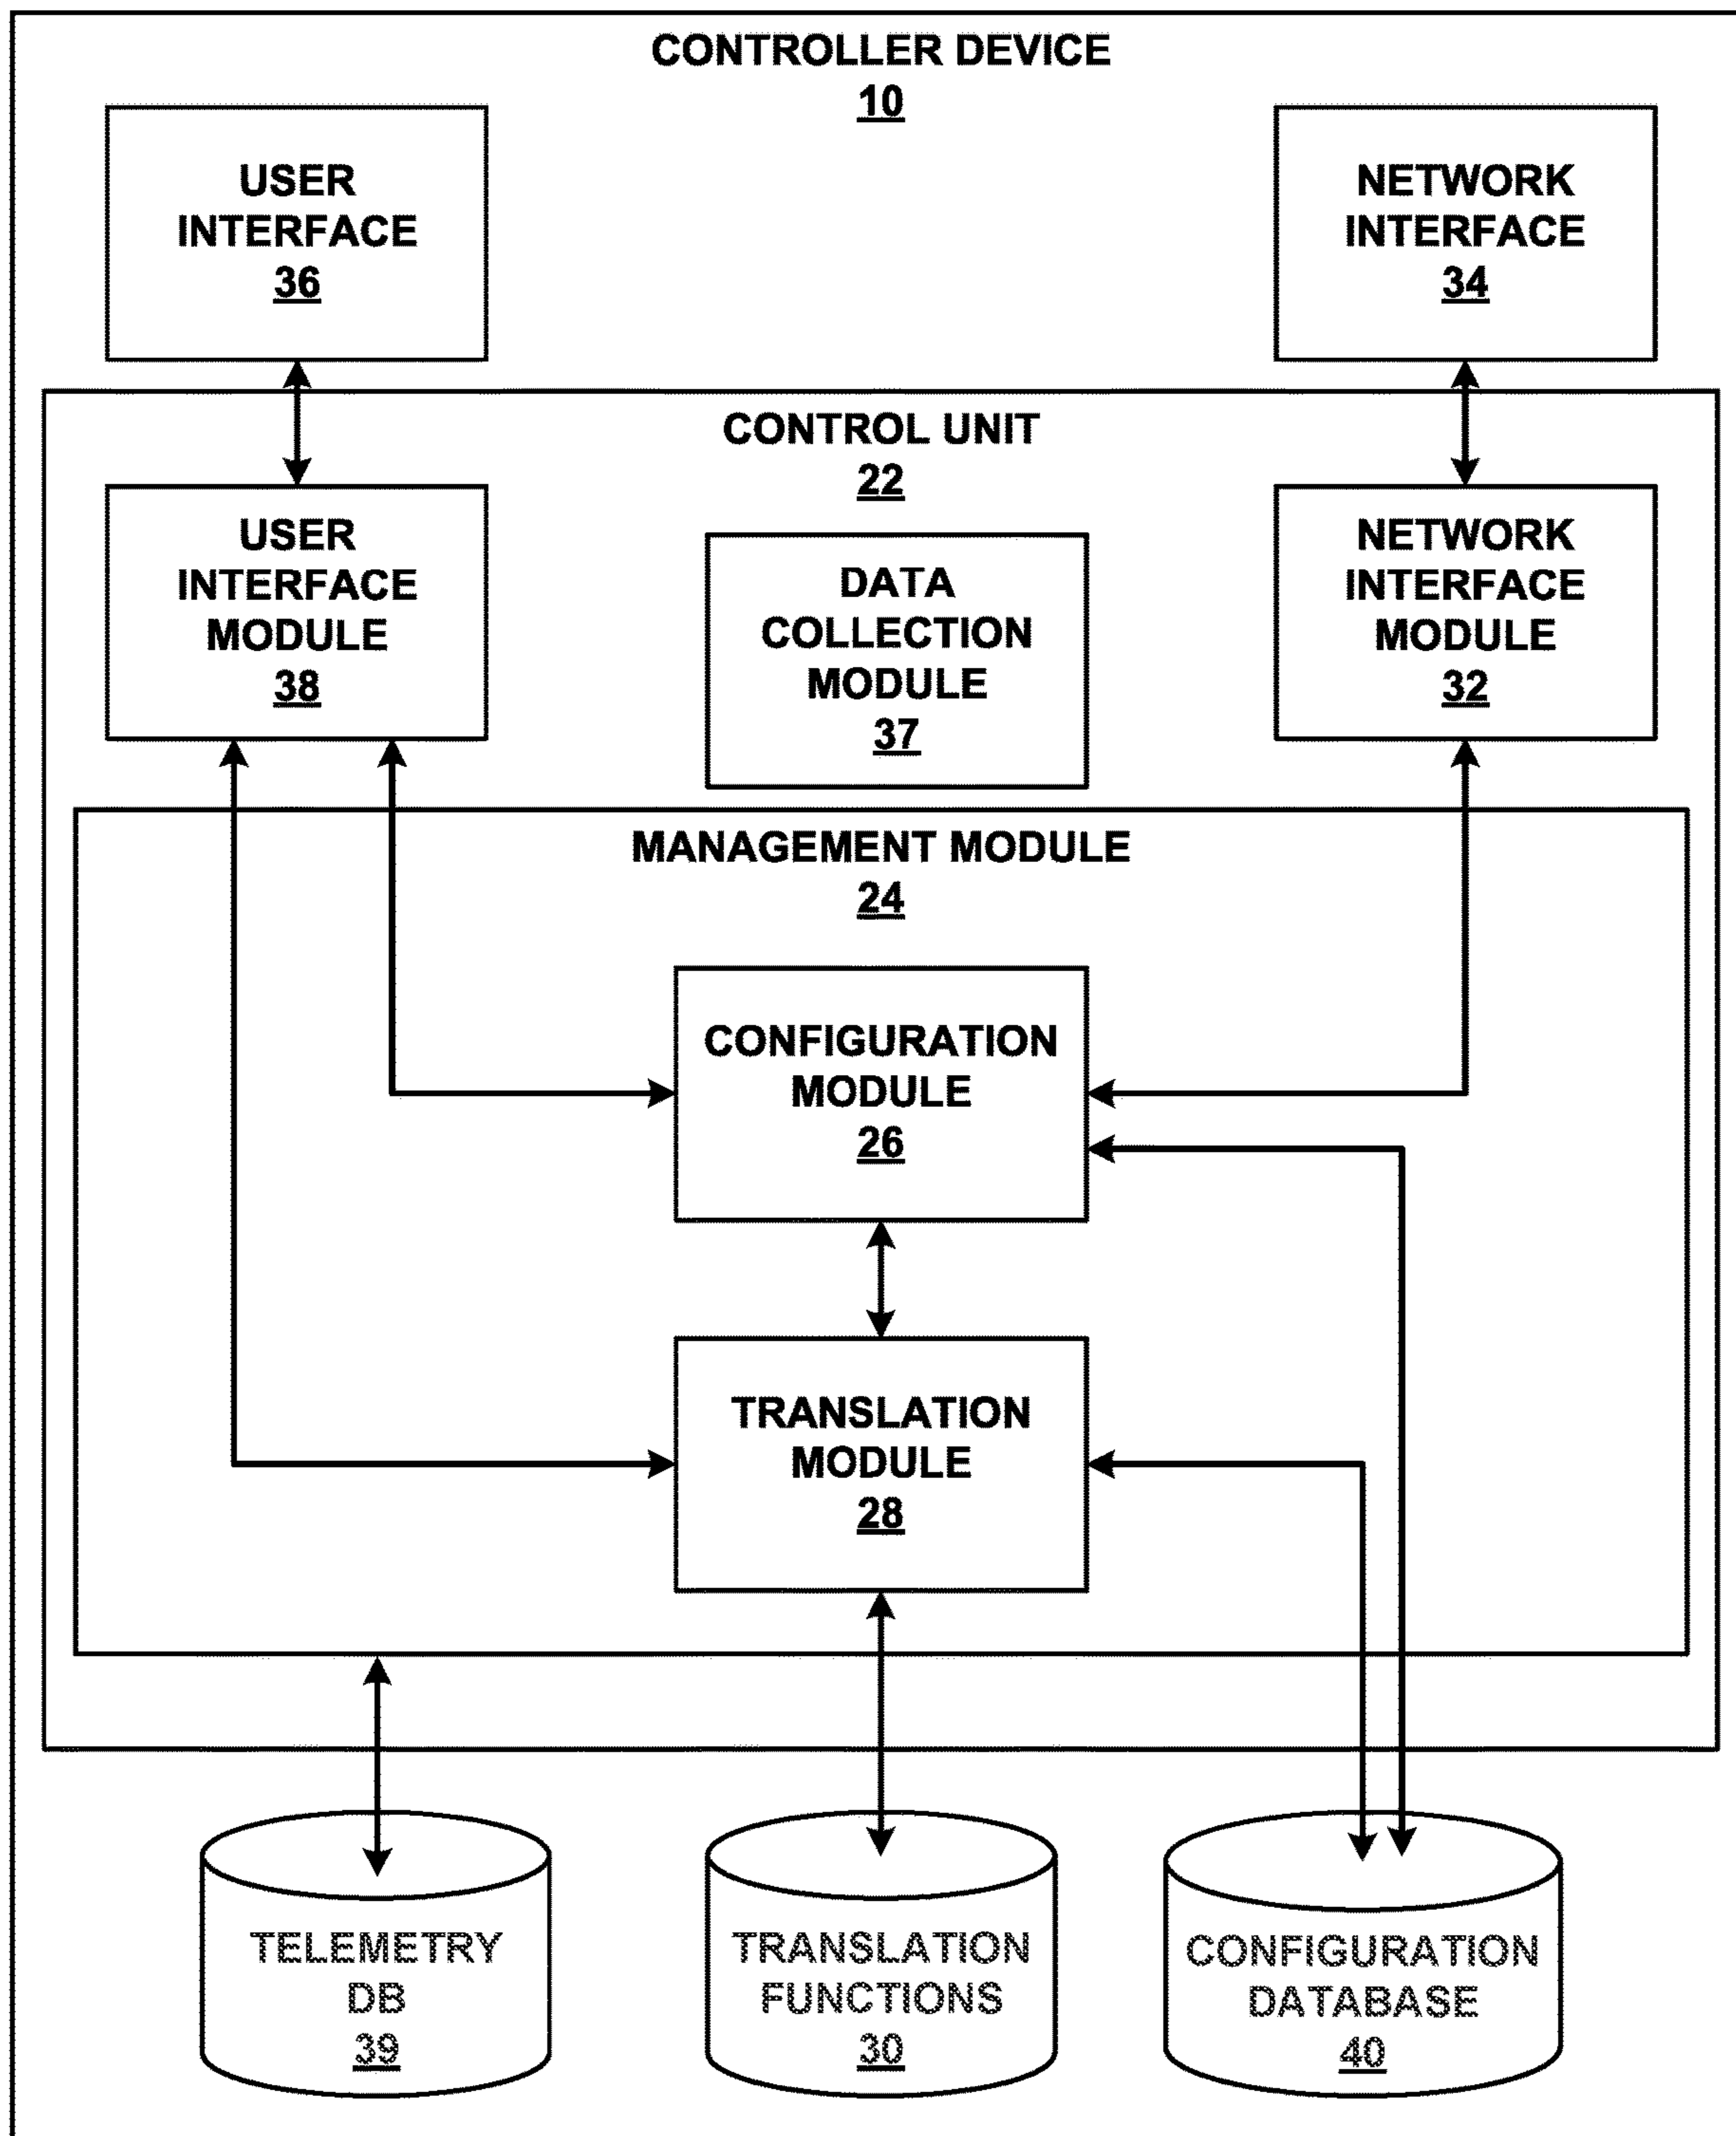 CONTROLLER DEVICE
10
USER
INTERFACE
36
NETWORK
INTERFACE
34
CONTROL UNIT
22
USER
INTERFACE
MODULE
38
DATA
COLLECTION
MODULE
37
NETWORK
INTERFACE
MODULE
32
MANAGEMENT MODULE
24
CONFIGURATION
MODULE
26
TRANSLATION
MODULE
28
TELEMETRY
DB
39
TRANSLATION
FUNCTIONS
30
CONFIGURATION
DATABASE
40